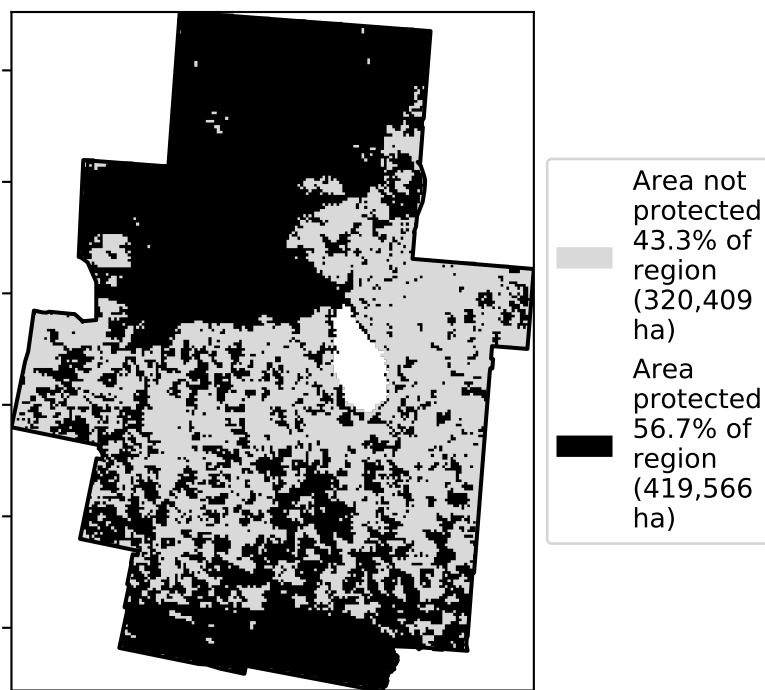 Area not
protected
43.3% of
region
(320,409
ha)
Area
protected
56.7% of
region
(419,566
ha)